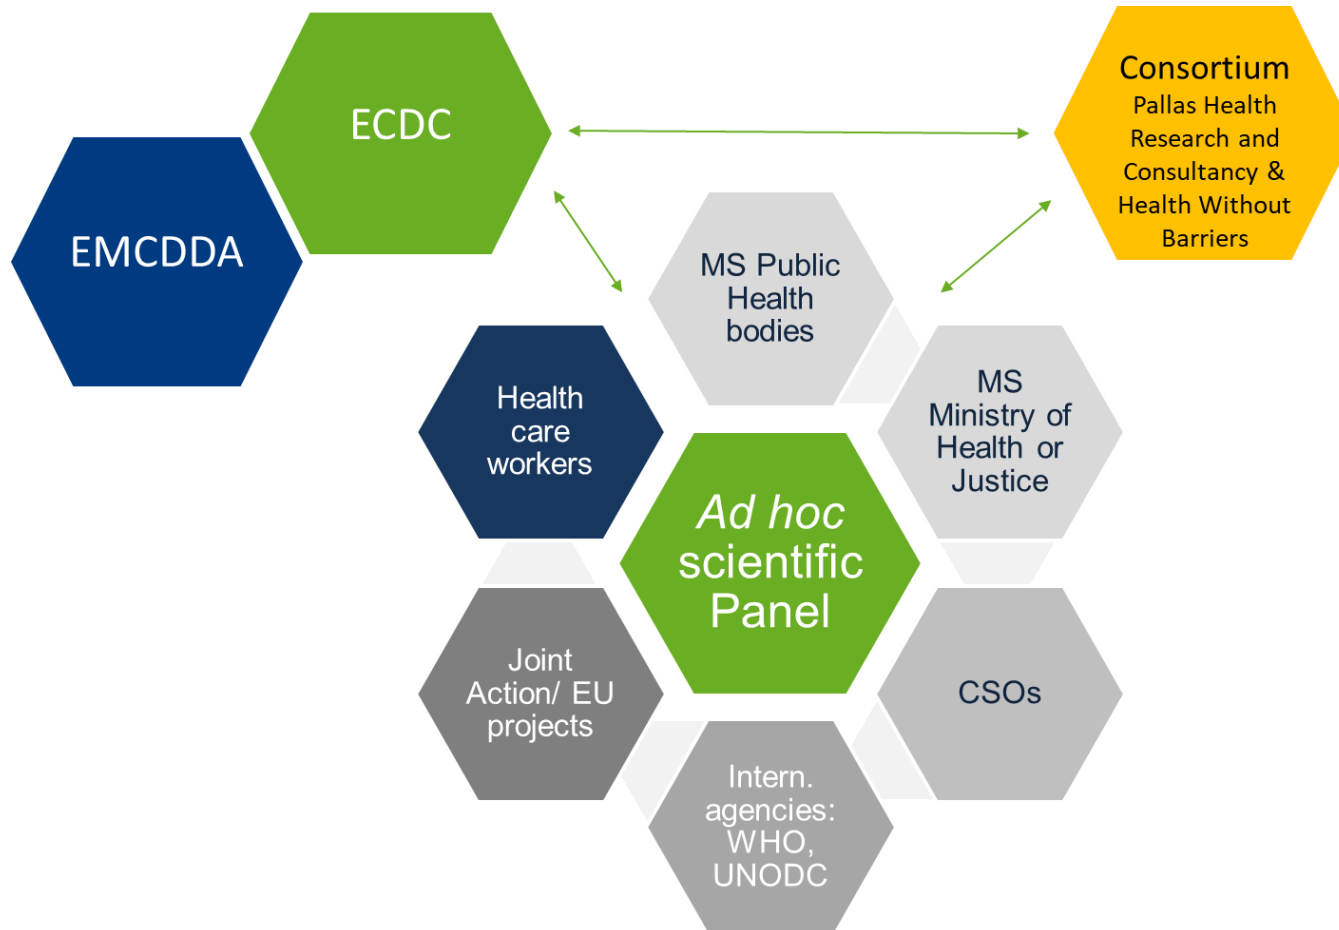 ECDC
EMCDDA
Consortium
Pallas Health
Research and
Consultancy &
Health Without
Barriers
MS Public
Health
bodies
MS
Ministry of
Health or
Justice
Health
care
workers
Ad hoc
scientific
Panel
Joint
Action/ EU
projects
CSOs
Intern.
agencies:
WHO,
UNODC